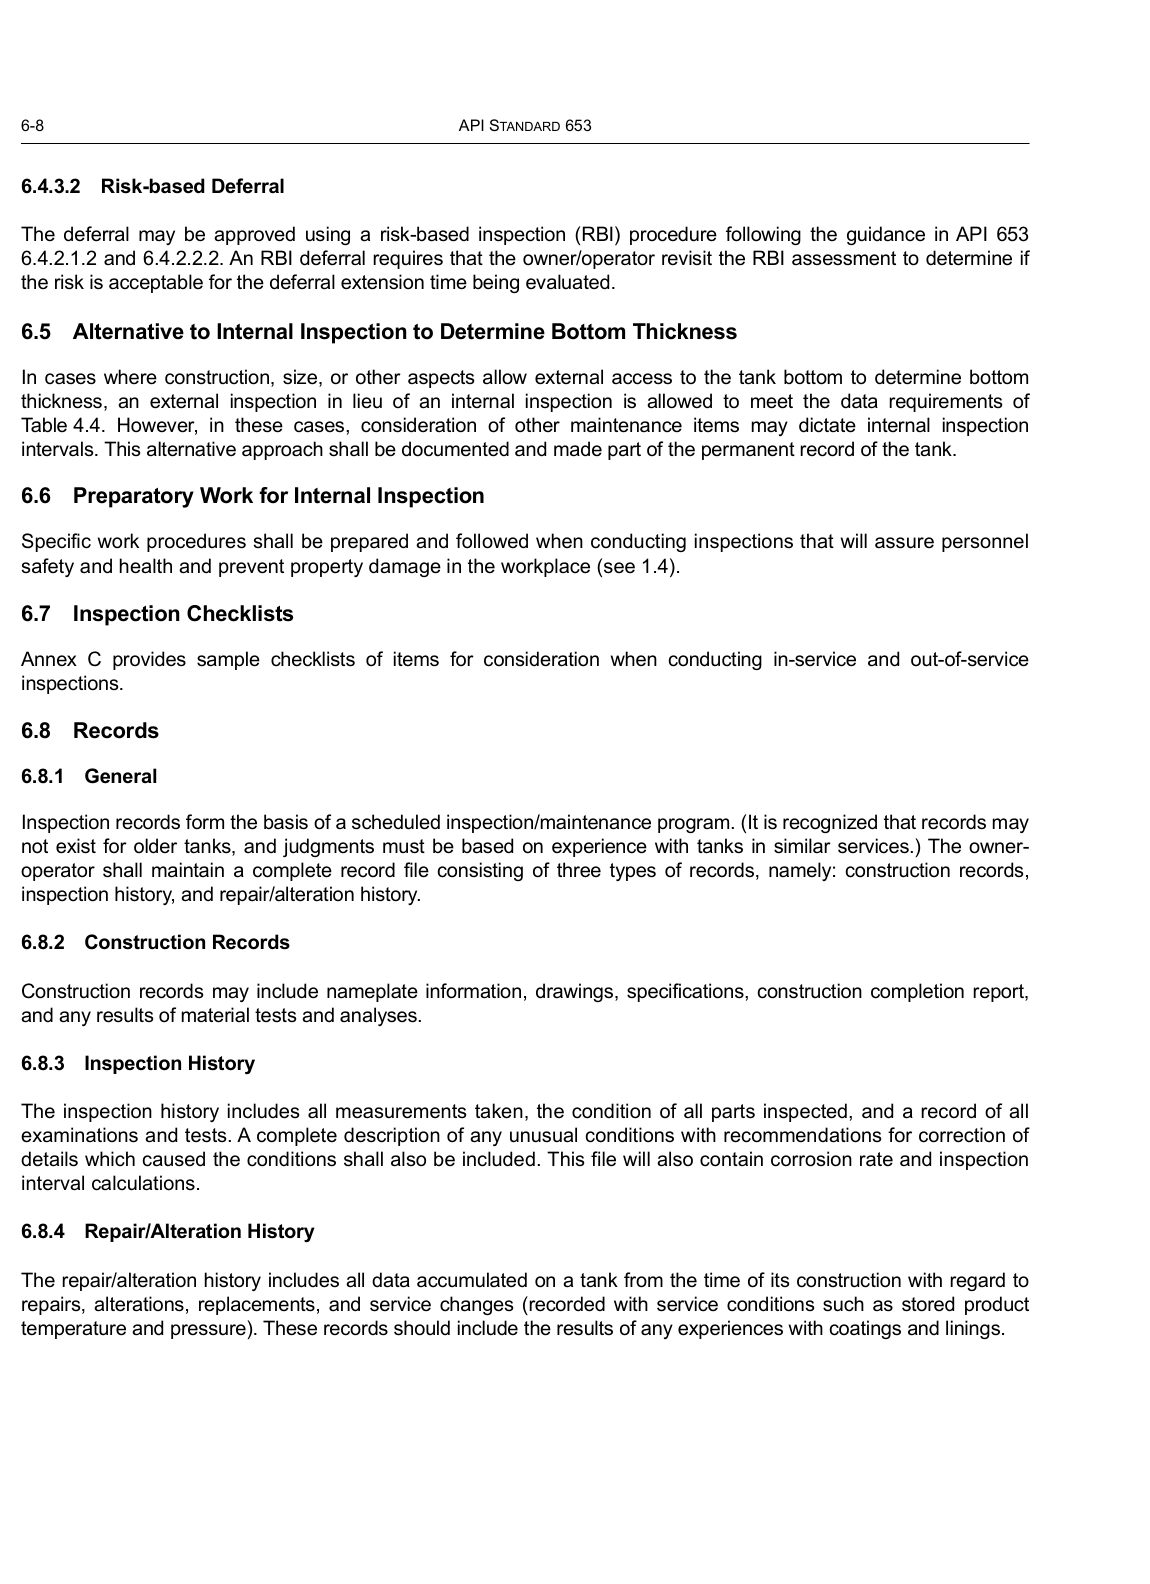 6-8 API STANDARD 653
6.4.3.2 Risk-based Deferral
The deferral may be approved using a risk-based inspection (RBI) procedure following the guidance in API 653
6.4.2.1.2 and 6.4.2.2.2. An RBI deferral requires that the owner/operator revisit the RBI assessment to determine if
the risk is acceptable for the deferral extension time being evaluated.
6.5 Alternative to Internal Inspection to Determine Bottom Thickness
In cases where construction, size, or other aspects allow external access to the tank bottom to determine bottom
thickness, an external inspection in lieu of an internal inspection is allowed to meet the data requirements of
Table 4.4. However, in these cases, consideration of other maintenance items may dictate internal inspection
intervals. This alternative approach shall be documented and made part of the permanent record of the tank.
6.6 Preparatory Work for Internal Inspection
Specific work procedures shall be prepared and followed when conducting inspections that will assure personnel
safety and health and prevent property damage in the workplace (see 1.4).
6.7 Inspection Checklists
Annex C provides sample checklists of items for consideration when conducting in-service and out-of-service
inspections.
6.8 Records
6.8.1 General
Inspection records form the basis of a scheduled inspection/maintenance program. (It is recognized that records may
not exist for older tanks, and judgments must be based on experience with tanks in similar services.) The owner-
operator shall maintain a complete record file consisting of three types of records, namely: construction records,
inspection history, and repair/alteration history.
6.8.2 Construction Records
Construction records may include nameplate information, drawings, specifications, construction completion report,
and any results of material tests and analyses.
6.8.3 Inspection History
The inspection history includes all measurements taken, the condition of all parts inspected, and a record of all
examinations and tests. A complete description of any unusual conditions with recommendations for correction of
details which caused the conditions shall also be included. This file will also contain corrosion rate and inspection
interval calculations.
6.8.4 Repair/Alteration History
The repair/alteration history includes all data accumulated on a tank from the time of its construction with regard to
repairs, alterations, replacements, and service changes (recorded with service conditions such as stored product
temperature and pressure). These records should include the results of any experiences with coatings and linings.